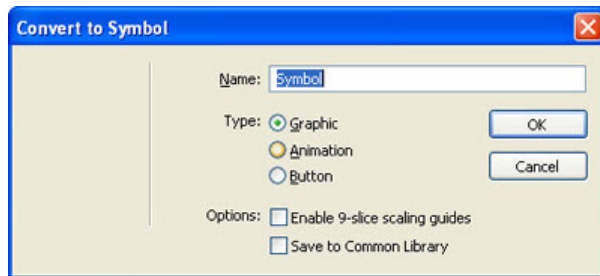 Convert to Symbol
Name: Symbol
Type: Graphic
OK
Animation
Cancel
Button
Options: Enable 9-slice scaling guides
Save to Common Library